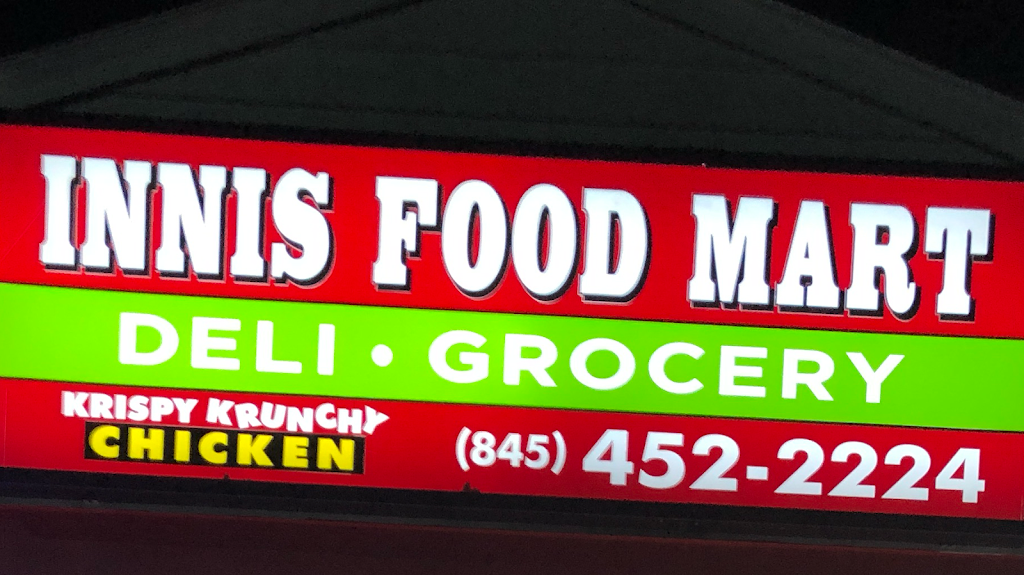 INNIS FOOD MART
DELI • GROCERY
KRISPY KRUNCHY
CHICKEN
(845) 452-2224